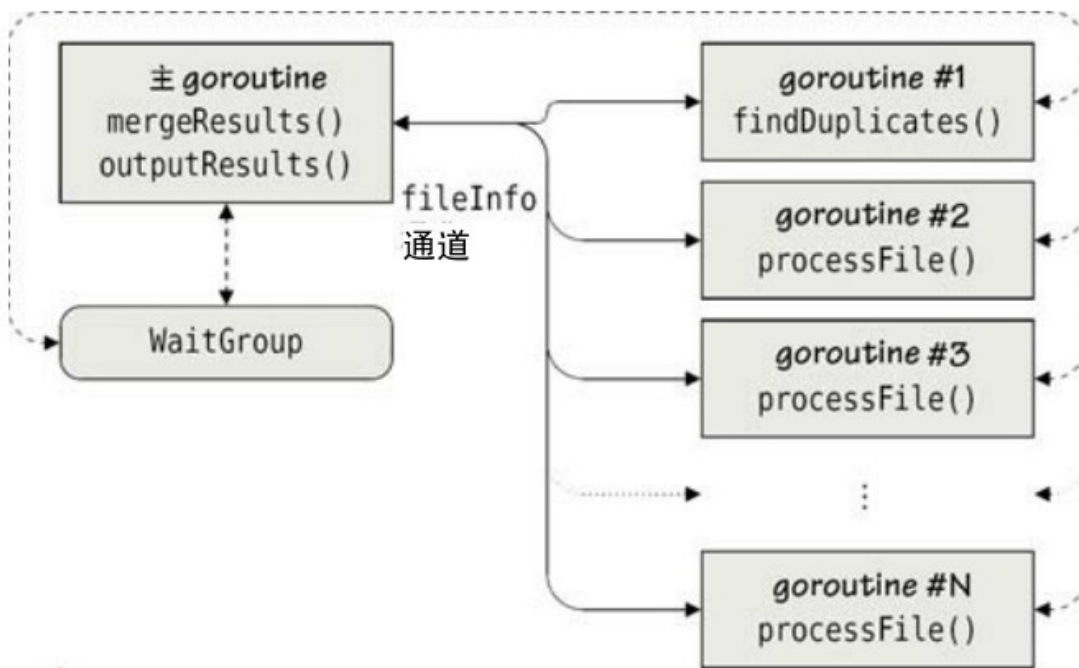 主 goroutine
mergeResults()
outputResults()
fileInfo
通道
WaitGroup
goroutine #1
findDuplicates()
goroutine #2
processFile()
goroutine #3
processFile()
⋮
goroutine #N
processFile()